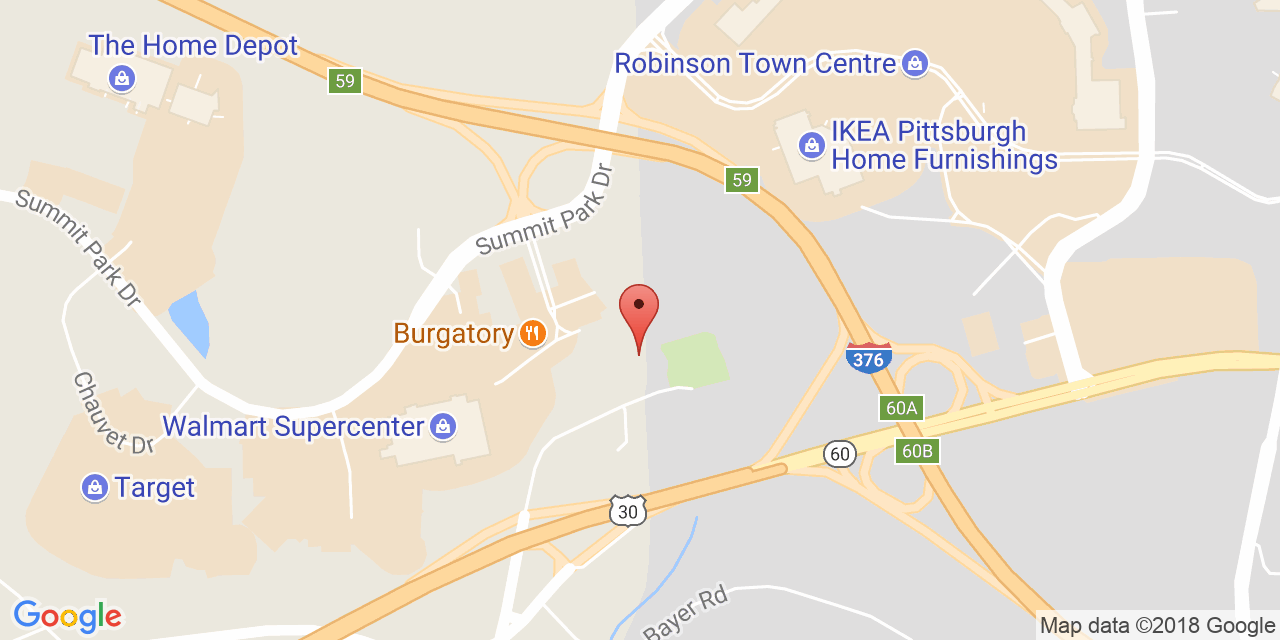 The Home Depot
59
Robinson Town Centre
IKEA Pittsburgh
Home Furnishings
59
Summit Park Dr
Summit Park Dr
Burgatory
376
Chauvet Dr
60A
Walmart Supercenter
60B
60
Target
30
Bayer Rd
Google
Map data ©2018 Google